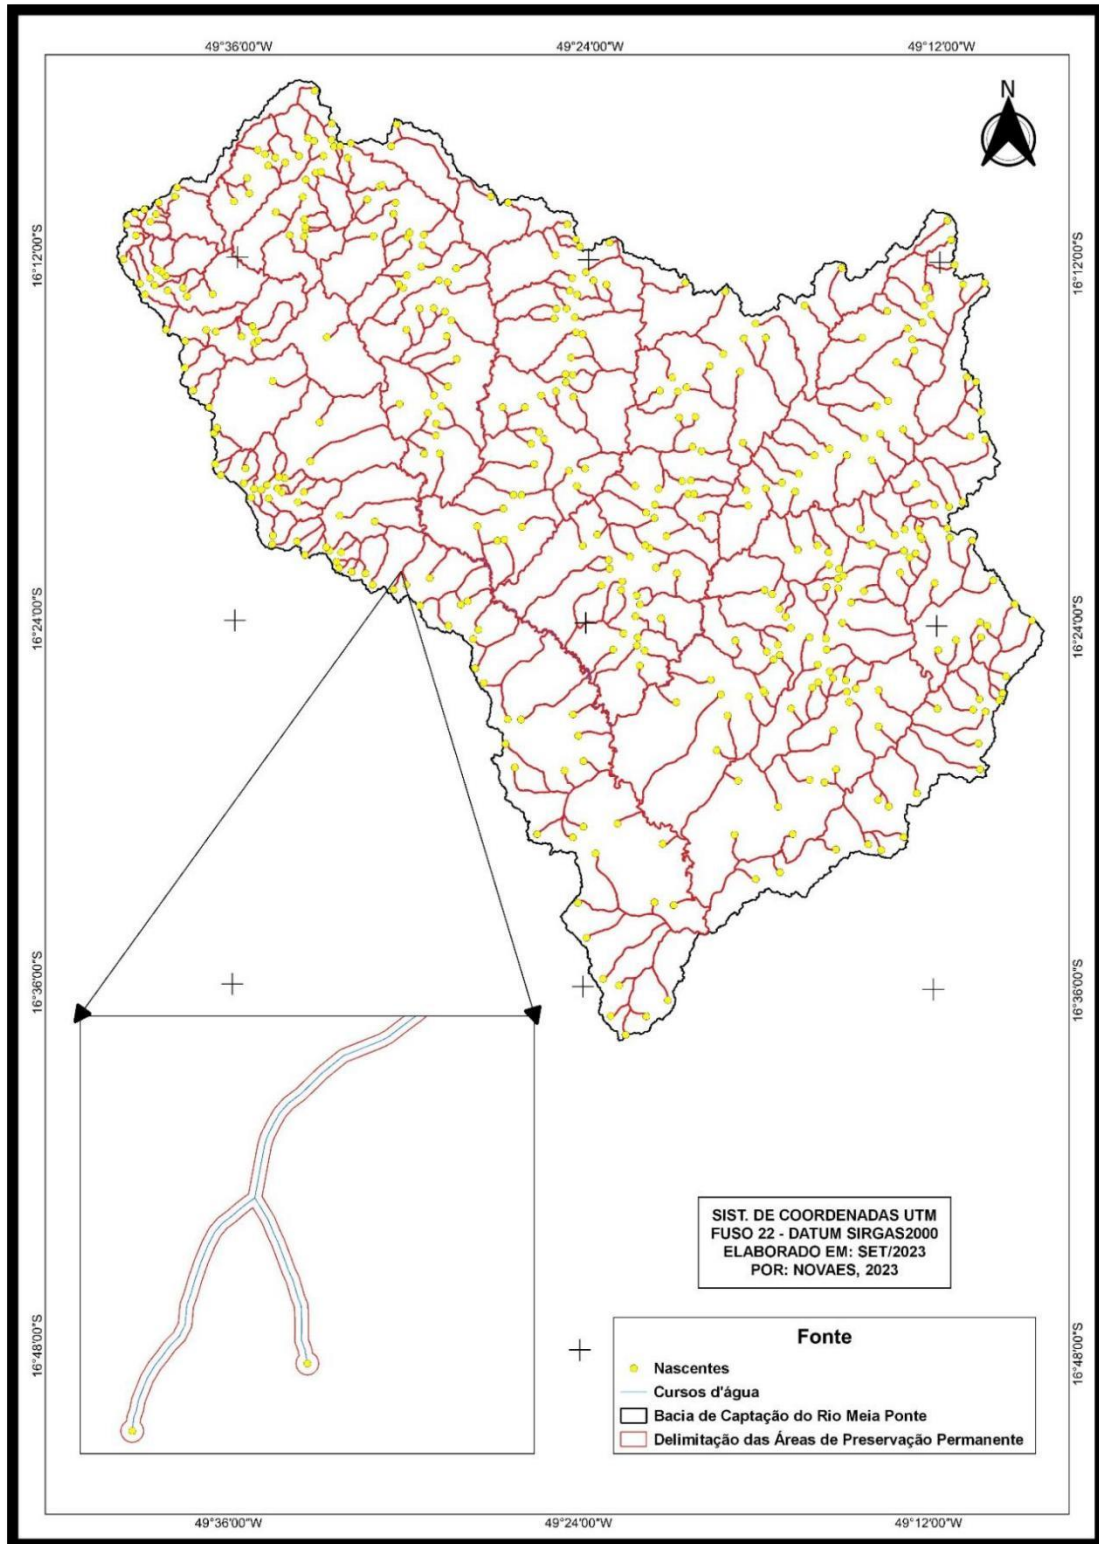 49°36'00"W 49°24'00"W 49°12'00"W
N
16°12'00"S 16°12'00"S
16°24'00"S 16°24'00"S
16°36'00"S 16°36'00"S
SIST. DE COORDENADAS UTM
FUSO 22 - DATUM SIRGAS2000
ELABORADO EM: SET/2023
POR: NOVAES, 2023
16°48'00"S 16°48'00"S
Fonte
Nascentes
Cursos d'água
Bacia de Captação do Rio Meia Ponte
Delimitação das Áreas de Preservação Permanente
49°36'00"W 49°24'00"W 49°12'00"W